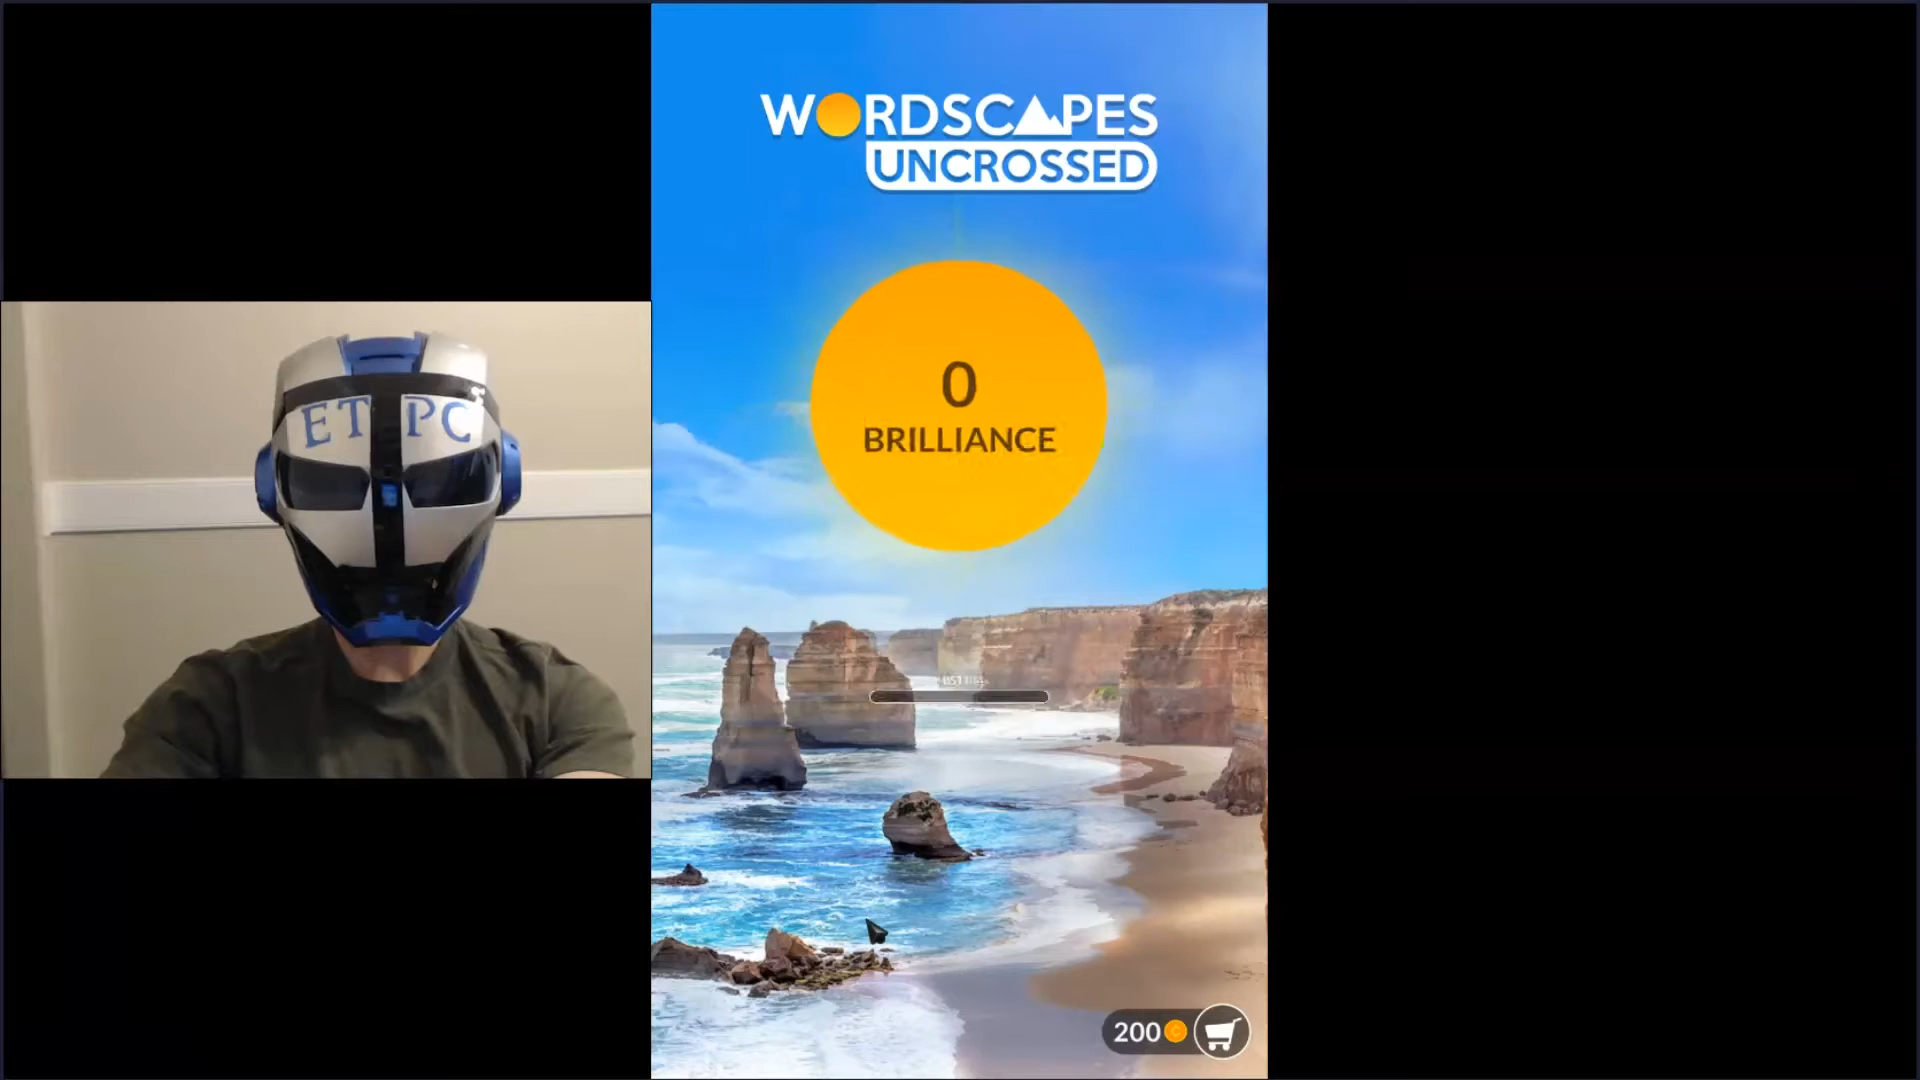 WORDSCAPES
UNCROSSED
0
BRILLIANCE
ET PC
200